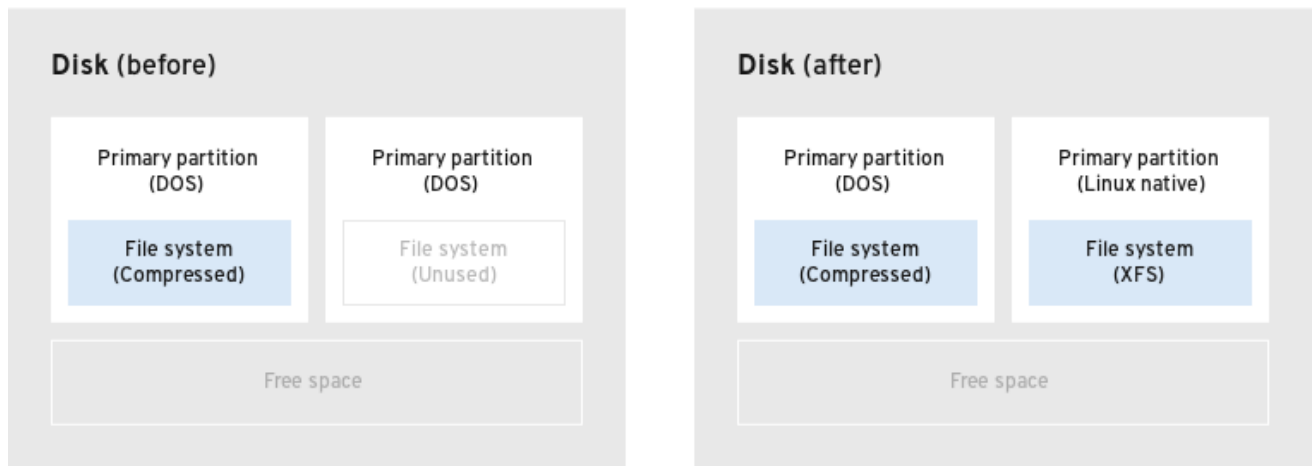 Disk (before)
Primary partition
(DOS)
File system
(Compressed)
Primary partition
(DOS)
File system
(Unused)
Free space
Disk (after)
Primary partition
(DOS)
File system
(Compressed)
Primary partition
(Linux native)
File system
(XFS)
Free space